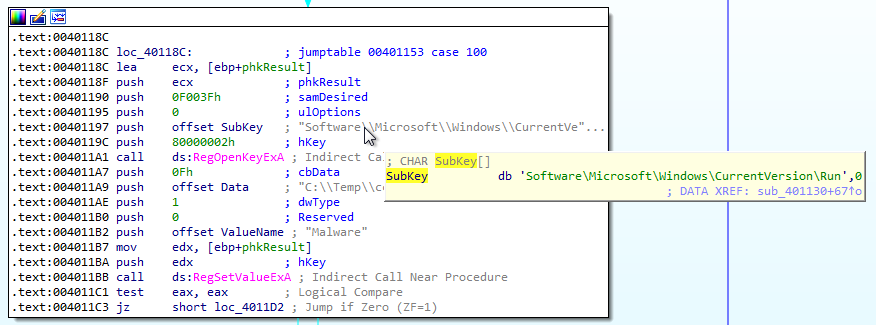 .text:0040118C
.text:0040118C loc_40118C: ; jumptable 00401153 case 100
.text:0040118C lea ecx, [ebp+phkResult]
.text:0040118F push ecx ; phkResult
.text:00401190 push 0F003Fh ; samDesired
.text:00401195 push 0 ; ulOptions
.text:00401197 push offset SubKey ; "Software\\Microsoft\\Windows\\CurrentVe"...
.text:0040119C push 80000002h ; hKey
.text:004011A1 call ds:RegOpenKeyExA ; Indirect Cal
.text:004011A7 push 0Fh ; cbData
.text:004011A9 push offset Data ; "C:\\Temp\\c
.text:004011AE push 1 ; dwType
.text:004011B0 push 0 ; Reserved
.text:004011B2 push offset ValueName ; "Malware"
.text:004011B7 mov edx, [ebp+phkResult]
.text:004011BA push edx ; hKey
.text:004011BB call ds:RegSetValueExA ; Indirect Call Near Procedure
.text:004011C1 test eax, eax ; Logical Compare
.text:004011C3 jz short loc_4011D2 ; Jump if Zero (ZF=1)
; CHAR SubKey[]
SubKey db 'Software\Microsoft\Windows\CurrentVersion\Run',0
; DATA XREF: sub_401130+67↑o